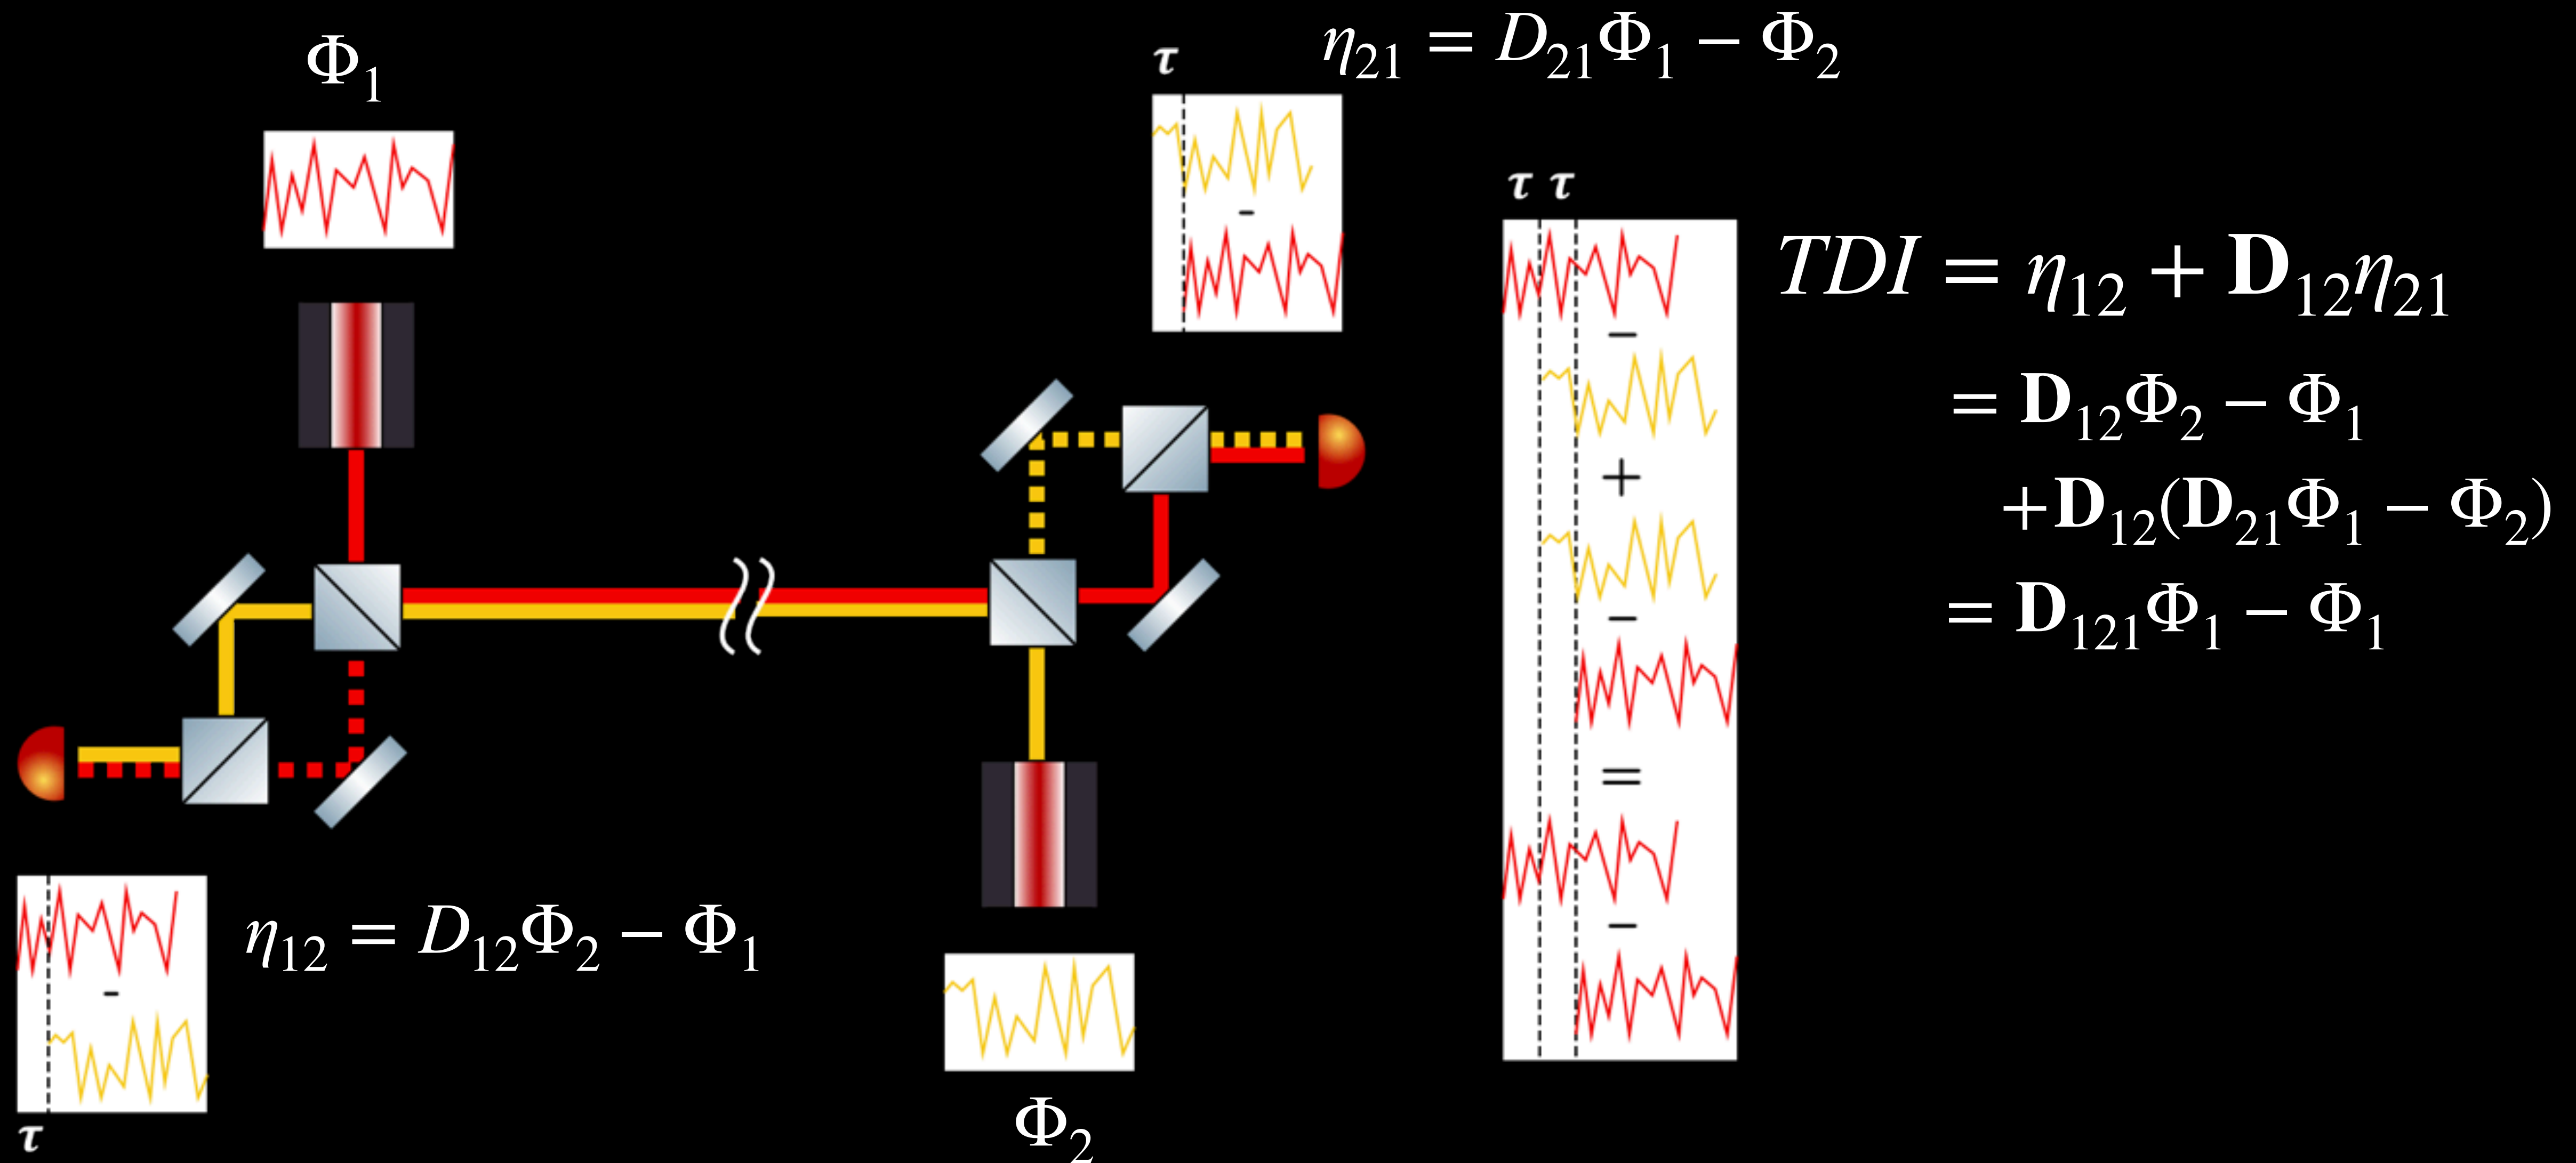 Φ₁
τ
η₂₁ = D₂₁Φ₁ − Φ₂
-
τ τ
−
+
−
=
−
TDI = η₁₂ + D₁₂η₂₁
= D₁₂Φ₂ − Φ₁
+D₁₂(D₂₁Φ₁ − Φ₂)
= D₁₂₁Φ₁ − Φ₁
η₁₂ = D₁₂Φ₂ − Φ₁
-
τ
Φ₂